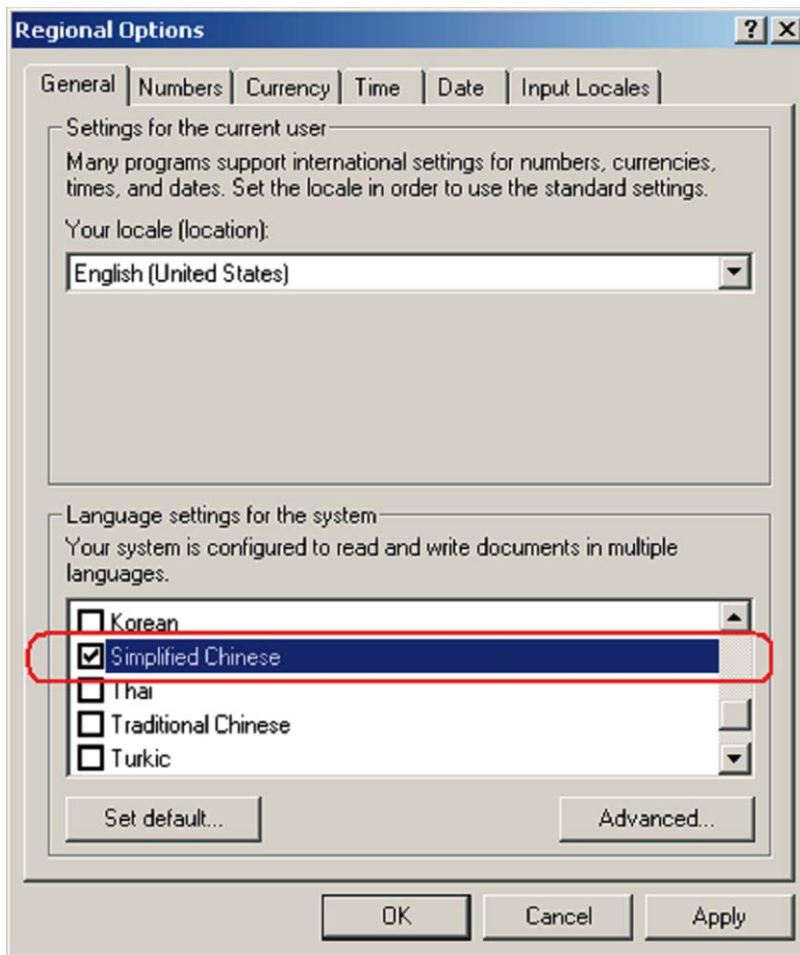 Regional Options
General Numbers Currency Time Date Input Locales
Settings for the current user
Many programs support international settings for numbers, currencies,
times, and dates. Set the locale in order to use the standard settings.
Your locale (location):
English (United States)
Language settings for the system
Your system is configured to read and write documents in multiple
languages.
Korean
Simplified Chinese
Thai
Traditional Chinese
Turkic
Set default... Advanced...
OK Cancel Apply